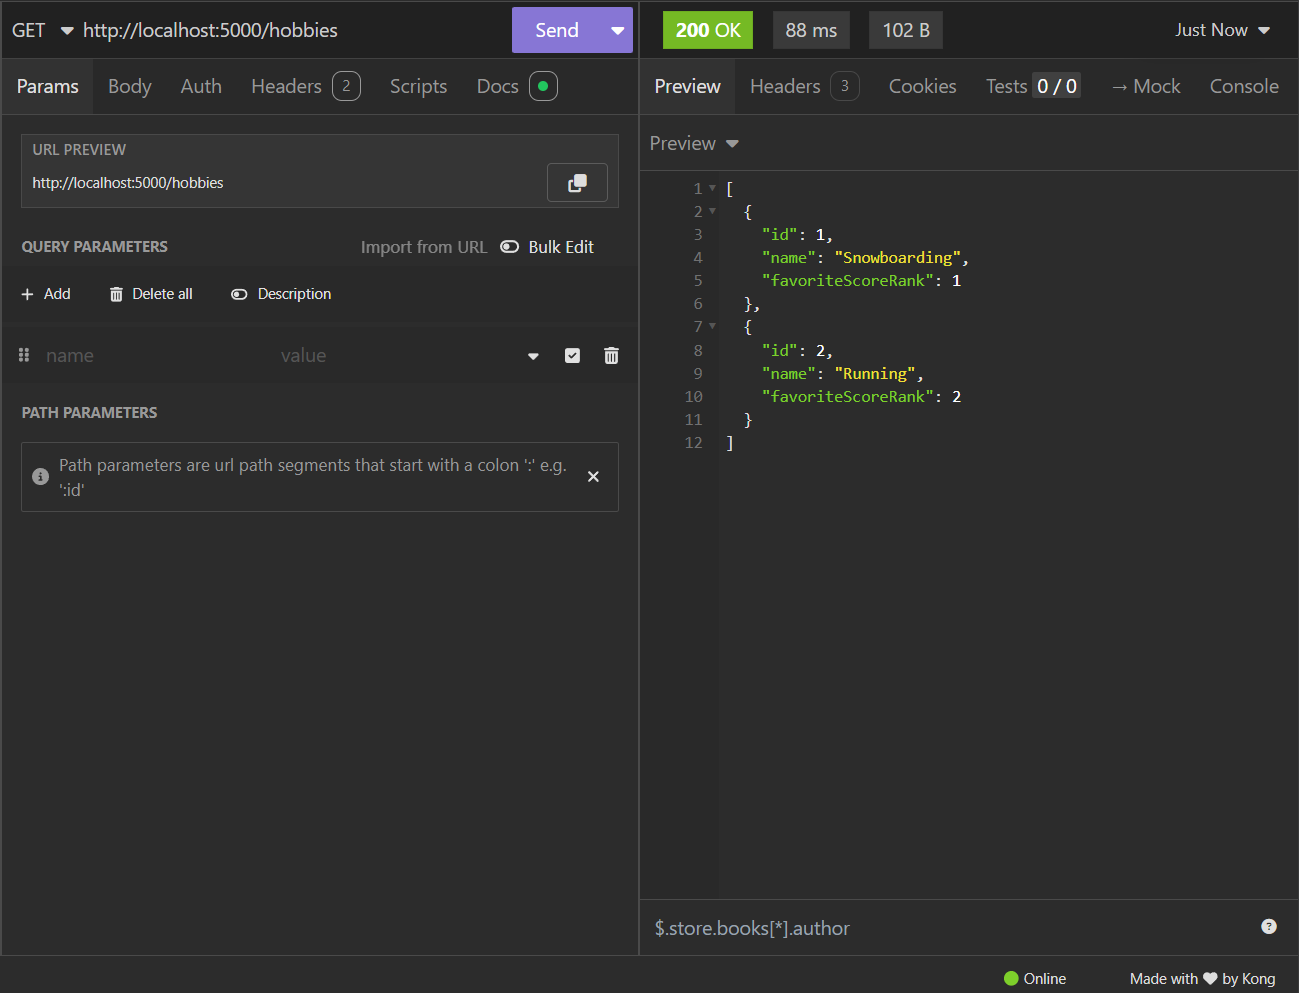 GET http://localhost:5000/hobbies Send
Params Body Auth Headers 2 Scripts Docs
URL PREVIEW
http://localhost:5000/hobbies
QUERY PARAMETERS Import from URL Bulk Edit
Add Delete all Description
name value
PATH PARAMETERS
Path parameters are url path segments that start with a colon ':' e.g.
':id'
200 OK 88 ms 102 B Just Now
Preview Headers 3 Cookies Tests 0 / 0 → Mock Console
Preview
1 [
2 {
3 "id": 1,
4 "name": "Snowboarding",
5 "favoriteScoreRank": 1
6 },
7 {
8 "id": 2,
9 "name": "Running",
10 "favoriteScoreRank": 2
11 }
12 ]
$.store.books[*].author
Online Made with ♥ by Kong